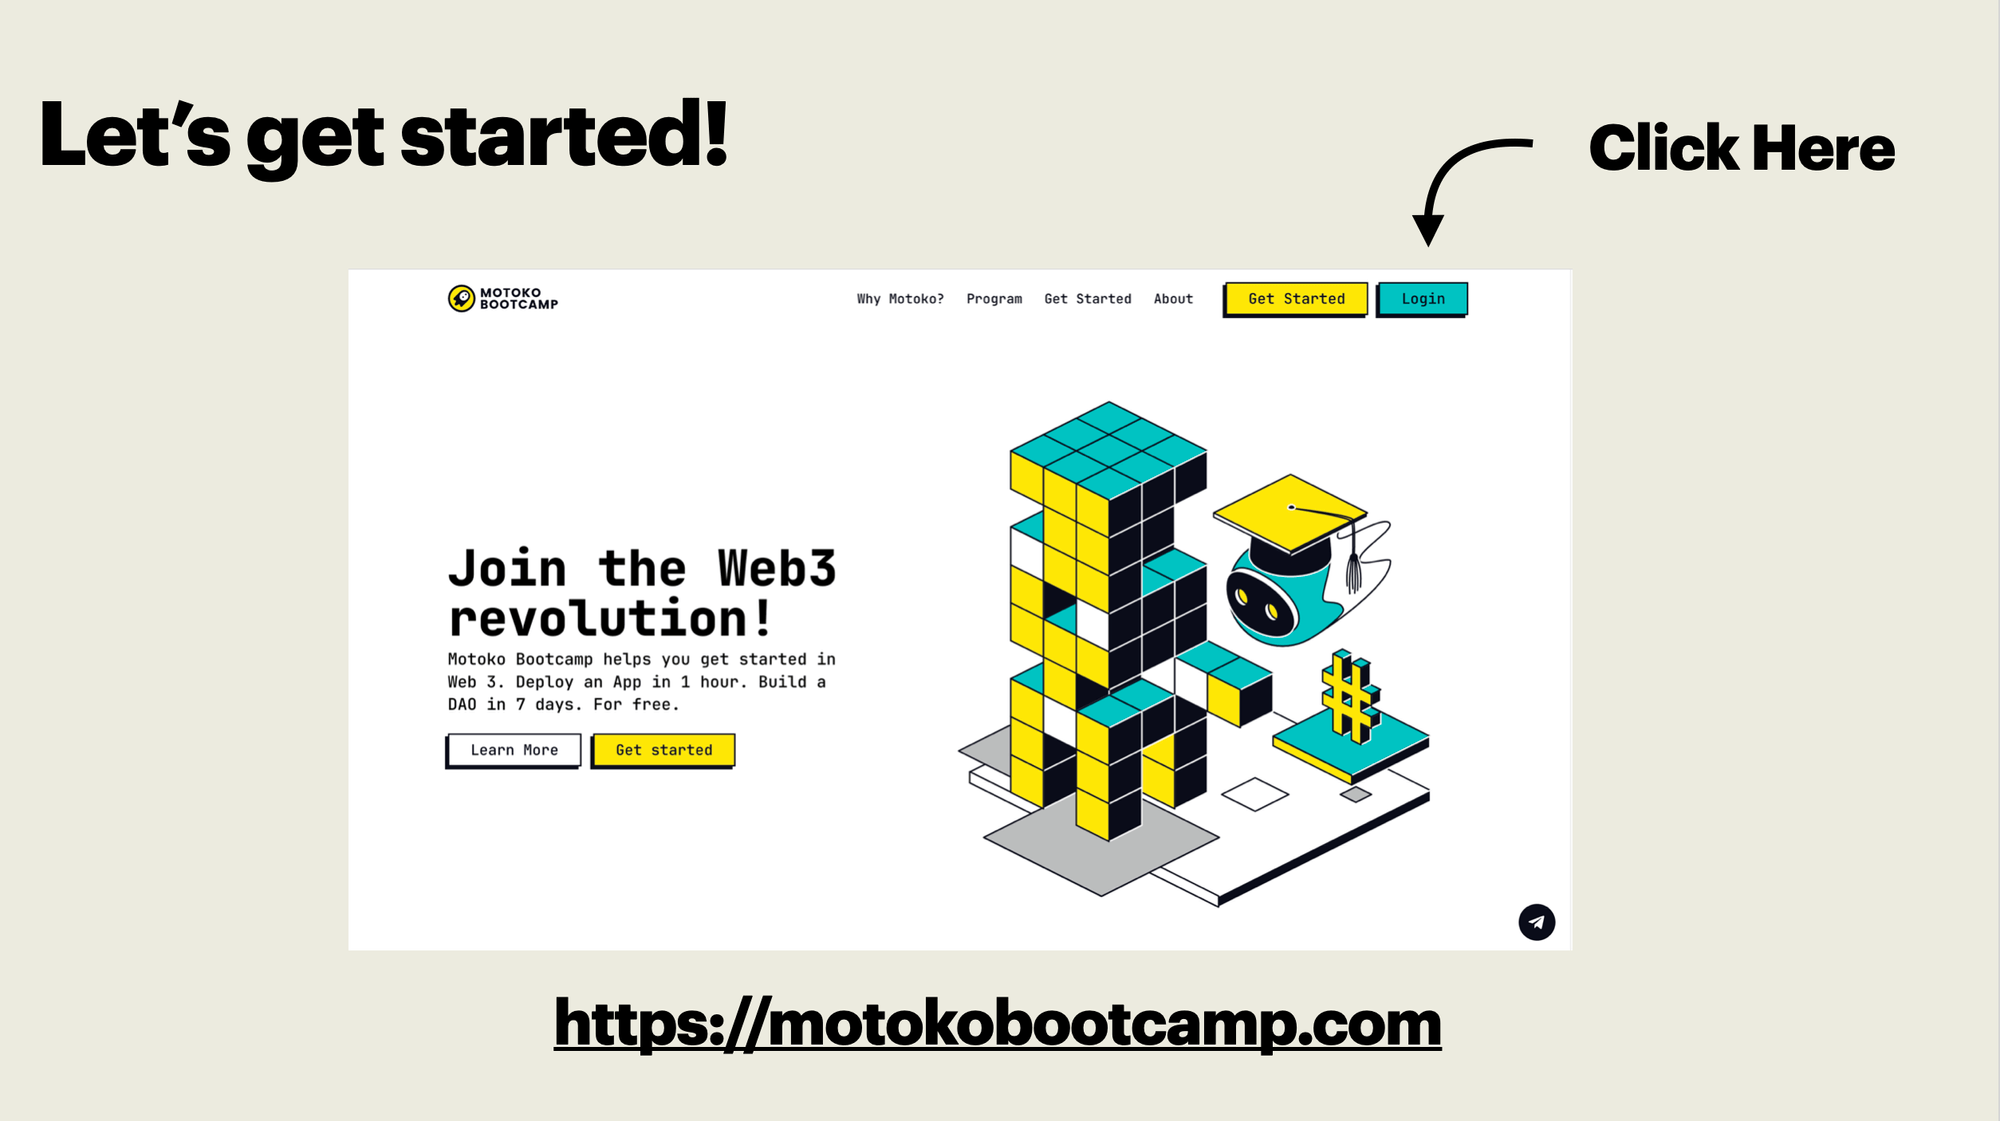 Let's get started!
Click Here
MOTOKO
BOOTCAMP
Why Motoko? Program Get Started About Get Started Login
Join the Web3
revolution!
Motoko Bootcamp helps you get started in
Web 3. Deploy an App in 1 hour. Build a
DAO in 7 days. For free.
Learn More Get started
#
https://motokobootcamp.com